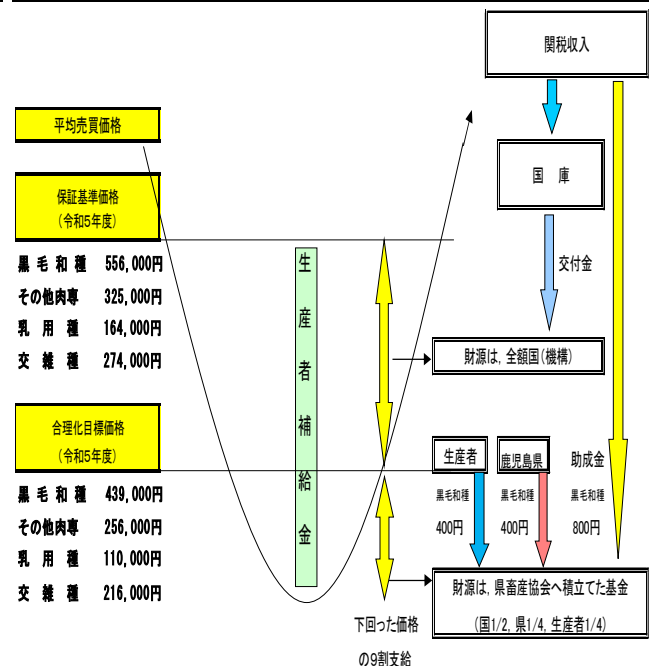 関税収入
平均売買価格
国　庫
保証基準価格
（令和5年度）
黒 毛 和 種　556,000円
その他肉専　325,000円
乳　用　種　164,000円
交　雑　種　274,000円
生産者補給金
交付金
財源は，全額国（機構）
合理化目標価格
（令和5年度）
黒 毛 和 種　439,000円
その他肉専　256,000円
乳　用　種　110,000円
交　雑　種　216,000円
生産者
黒毛和種
400円
鹿児島県
黒毛和種
400円
助成金
黒毛和種
800円
財源は，県畜産協会へ積立てた基金
（国1/2，県1/4，生産者1/4）
下回った価格
の9割支給